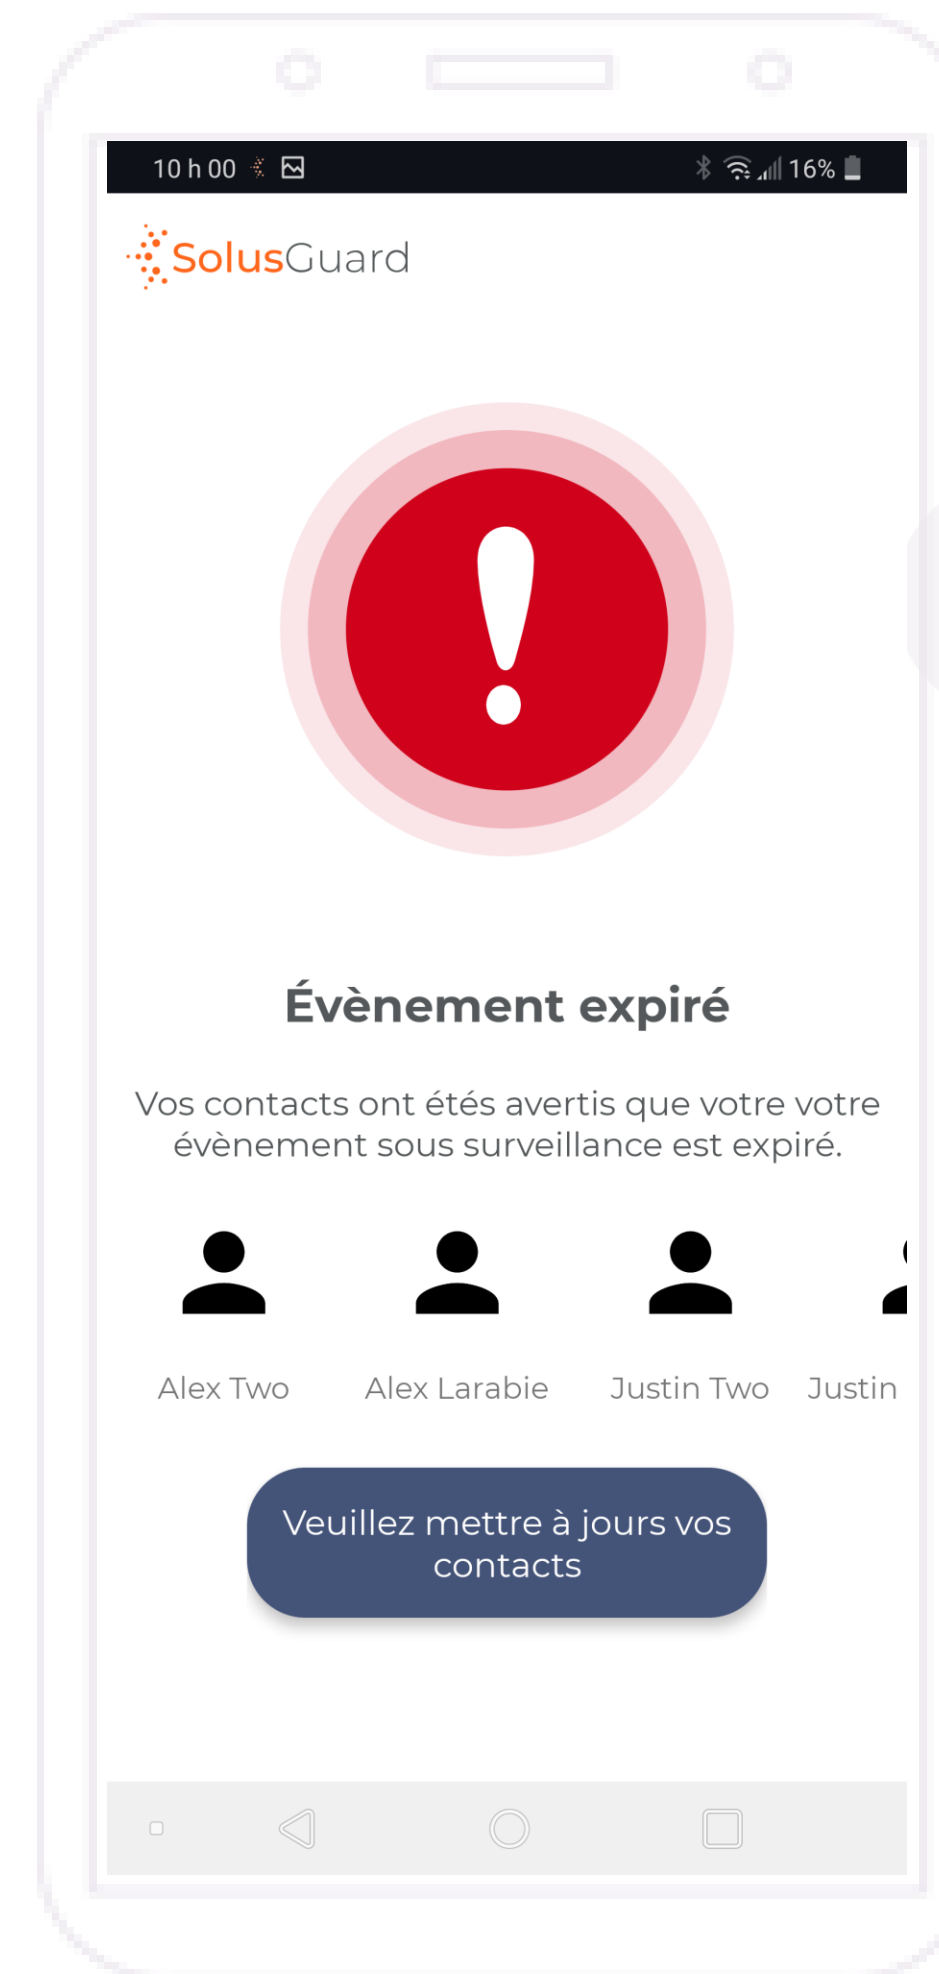 10 h 00 16%
SolusGuard
Évènement expiré
Vos contacts ont étés avertis que votre votre
évènement sous surveillance est expiré.
Alex Two Alex Larabie Justin Two Justin
Veuillez mettre à jours vos
contacts